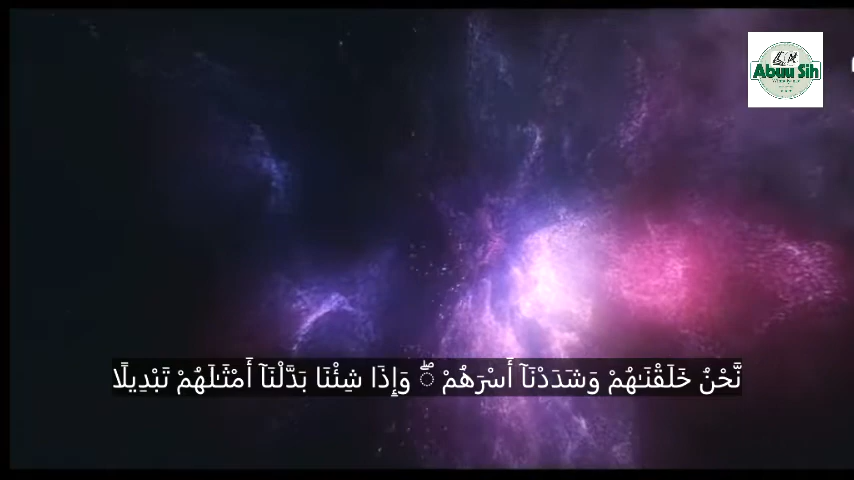 Abuu Sih
نَّحْنُ خَلَقْنَـٰهُمْ وَشَدَدْنَآ أَسْرَهُمْ ۖ وَإِذَا شِئْنَا بَدَّلْنَآ أَمْثَـٰلَهُمْ تَبْدِيلًا